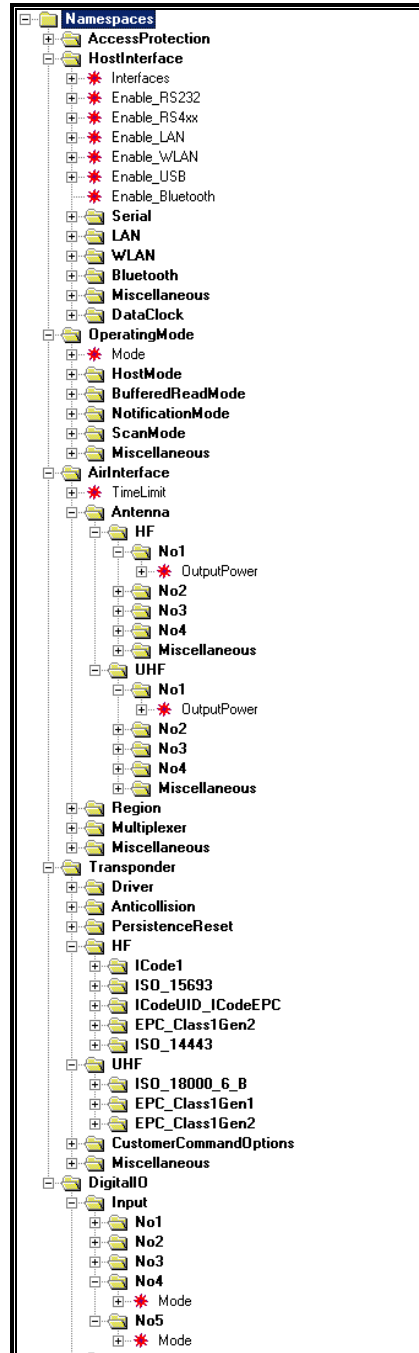 Namespaces
AccessProtection
HostInterface
Interfaces
Enable_RS232
Enable_RS4xx
Enable_LAN
Enable_WLAN
Enable_USB
Enable_Bluetooth
Serial
LAN
WLAN
Bluetooth
Miscellaneous
DataClock
OperatingMode
Mode
HostMode
BufferedReadMode
NotificationMode
ScanMode
Miscellaneous
AirInterface
TimeLimit
Antenna
HF
No1
OutputPower
No2
No3
No4
Miscellaneous
UHF
No1
OutputPower
No2
No3
No4
Miscellaneous
Region
Multiplexer
Miscellaneous
Transponder
Driver
Anticollision
PersistenceReset
HF
ICode1
ISO_15693
ICodeUID_ICodeEPC
EPC_Class1Gen2
ISO_14443
UHF
ISO_18000_6_B
EPC_Class1Gen1
EPC_Class1Gen2
CustomerCommandOptions
Miscellaneous
DigitalIO
Input
No1
No2
No3
No4
Mode
No5
Mode